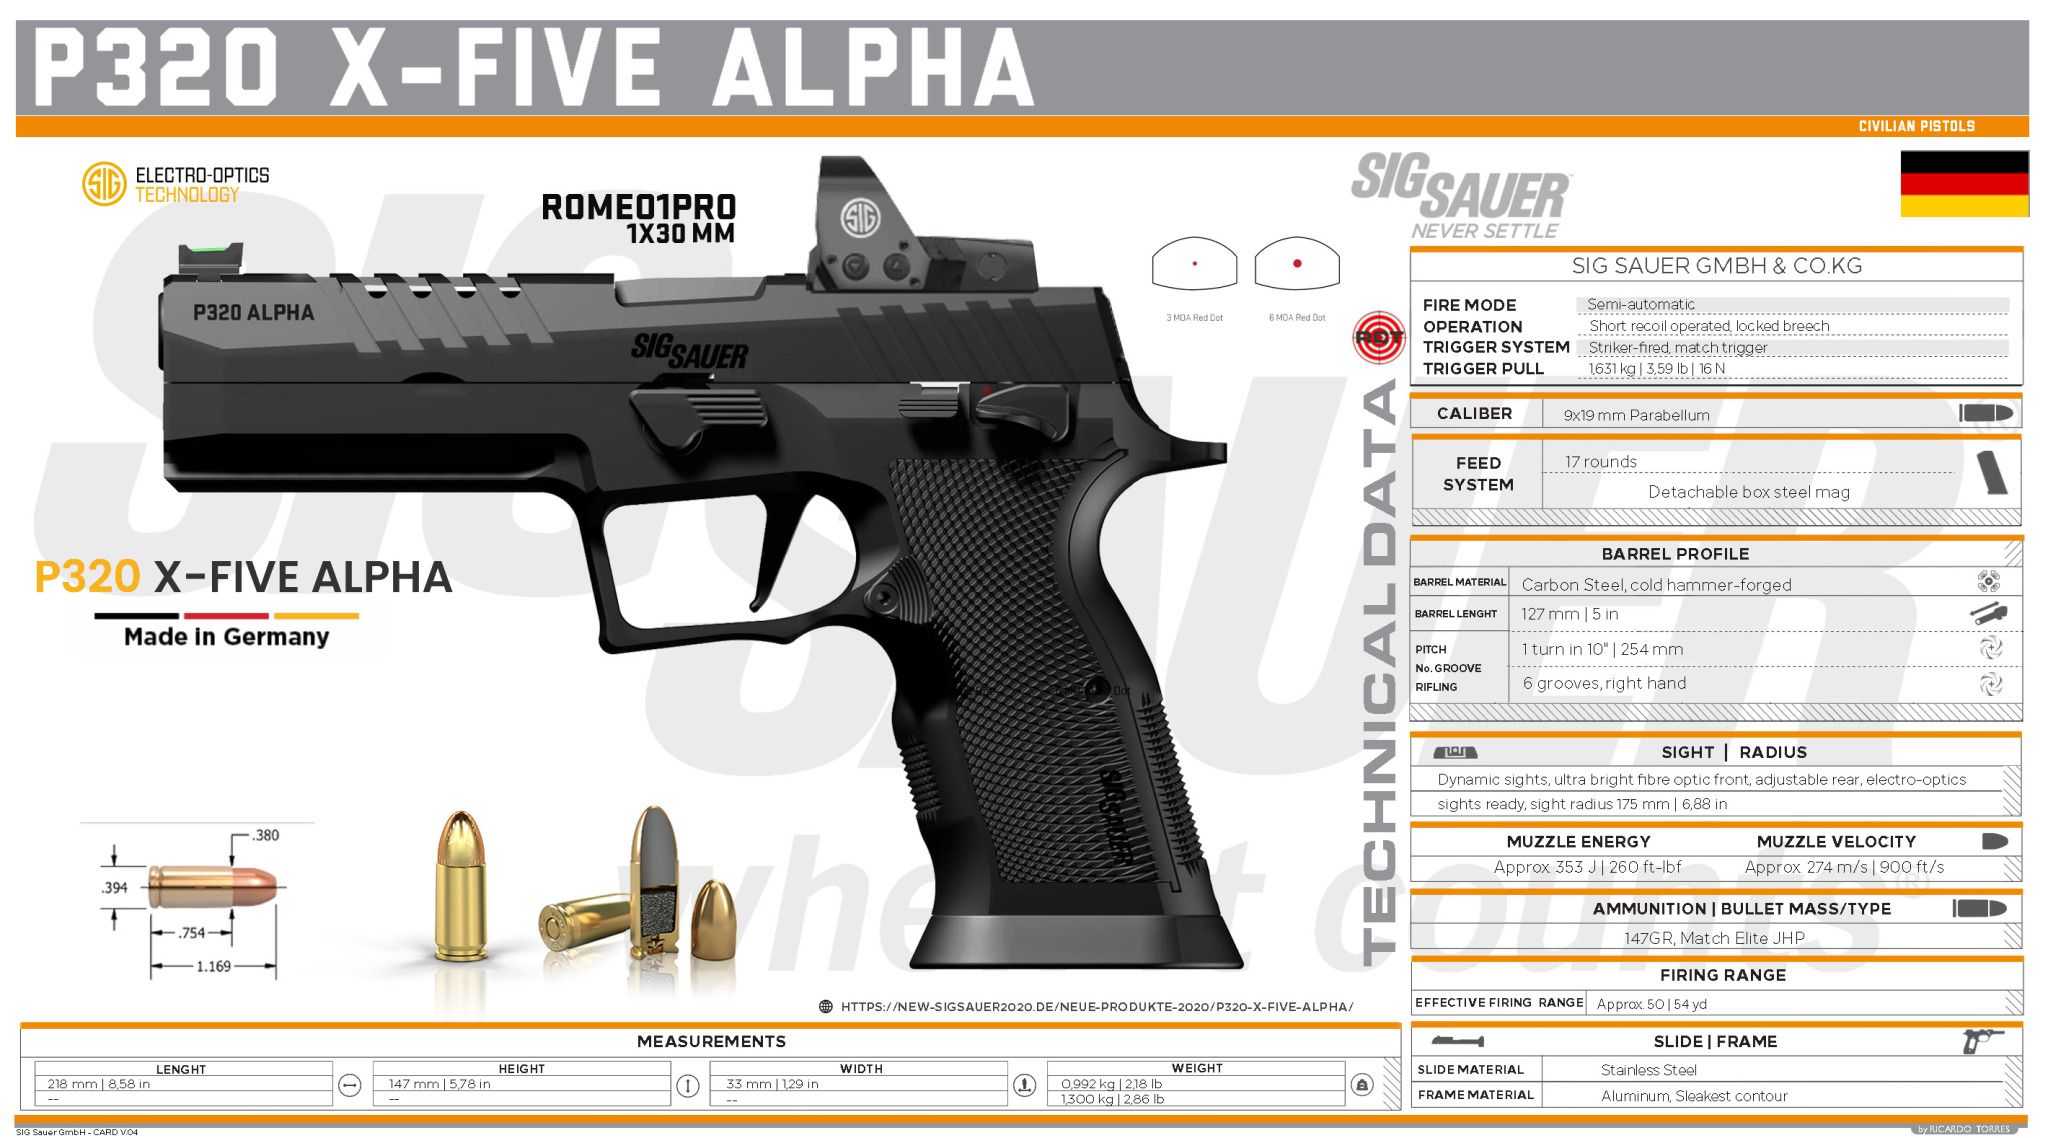 P320 X-FIVE ALPHA
CIVILIAN PISTOLS
SIG ELECTRO-OPTICS
TECHNOLOGY
ROMEO1PRO
1X30 MM
SIG
P320 ALPHA
SIG SAUER
3 MOA Red Dot
6 MOA Red Dot
SIG SAUER
NEVER SETTLE
RDT
TECHNICAL DATA
SIG SAUER GMBH & CO.KG
FIRE MODE Semi-automatic
OPERATION Short recoil operated, locked breech
TRIGGER SYSTEM Striker-fired, match trigger
TRIGGER PULL 1,631 kg | 3,59 lb | 16 N
CALIBER 9x19 mm Parabellum
FEED
SYSTEM
17 rounds
Detachable box steel mag
BARREL PROFILE
BARREL MATERIAL Carbon Steel, cold hammer-forged
BARREL LENGHT 127 mm | 5 in
PITCH
No. GROOVE
RIFLING
1 turn in 10" | 254 mm
6 grooves, right hand
SIGHT | RADIUS
Dynamic sights, ultra bright fibre optic front, adjustable rear, electro-optics
sights ready, sight radius 175 mm | 6,88 in
MUZZLE ENERGY MUZZLE VELOCITY
Approx. 353 J | 260 ft-lbf Approx. 274 m/s | 900 ft/s
AMMUNITION | BULLET MASS/TYPE
147GR, Match Elite JHP
FIRING RANGE
EFFECTIVE FIRING RANGE Approx. 50 | 54 yd
SLIDE | FRAME
SLIDE MATERIAL Stainless Steel
FRAME MATERIAL Aluminum, Sleakest contour
P320 X-FIVE ALPHA
Made in Germany
SIG SAUER
.380
.394
.754
1.169
HTTPS://NEW-SIGSAUER2020.DE/NEUE-PRODUKTE-2020/P320-X-FIVE-ALPHA/
MEASUREMENTS
LENGHT HEIGHT WIDTH WEIGHT
218 mm | 8,58 in 147 mm | 5,78 in 33 mm | 1,29 in 0,992 kg | 2,18 lb
-- -- -- 1,300 kg | 2,86 lb
SIG Sauer GmbH - CARD V.04
by RICARDO TORRES